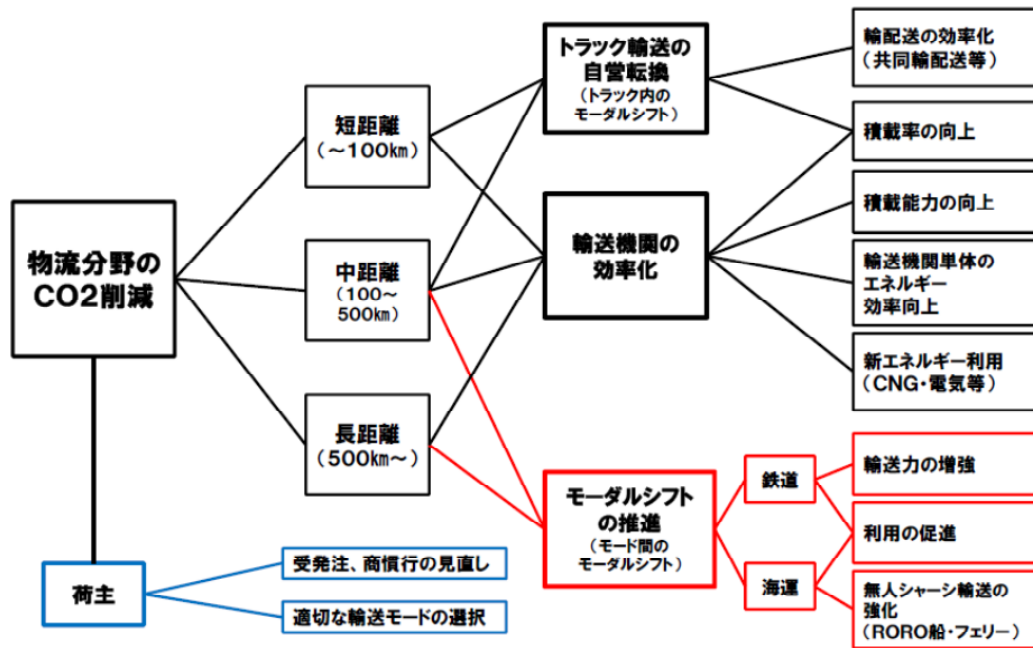 物流分野の
CO2削減
荷主
受発注、商慣行の見直し
適切な輸送モードの選択
短距離
(～100km)
中距離
(100～
500km)
長距離
(500km～)
トラック輸送の
自営転換
(トラック内の
モーダルシフト)
輸送機関の
効率化
モーダルシフト
の推進
(モード間の
モーダルシフト)
鉄道
海運
輸配送の効率化
(共同輸配送等)
積載率の向上
積載能力の向上
輸送機関単体の
エネルギー
効率向上
新エネルギー利用
(CNG・電気等)
輸送力の増強
利用の促進
無人シャーシ輸送の
強化
(RORO船・フェリー)